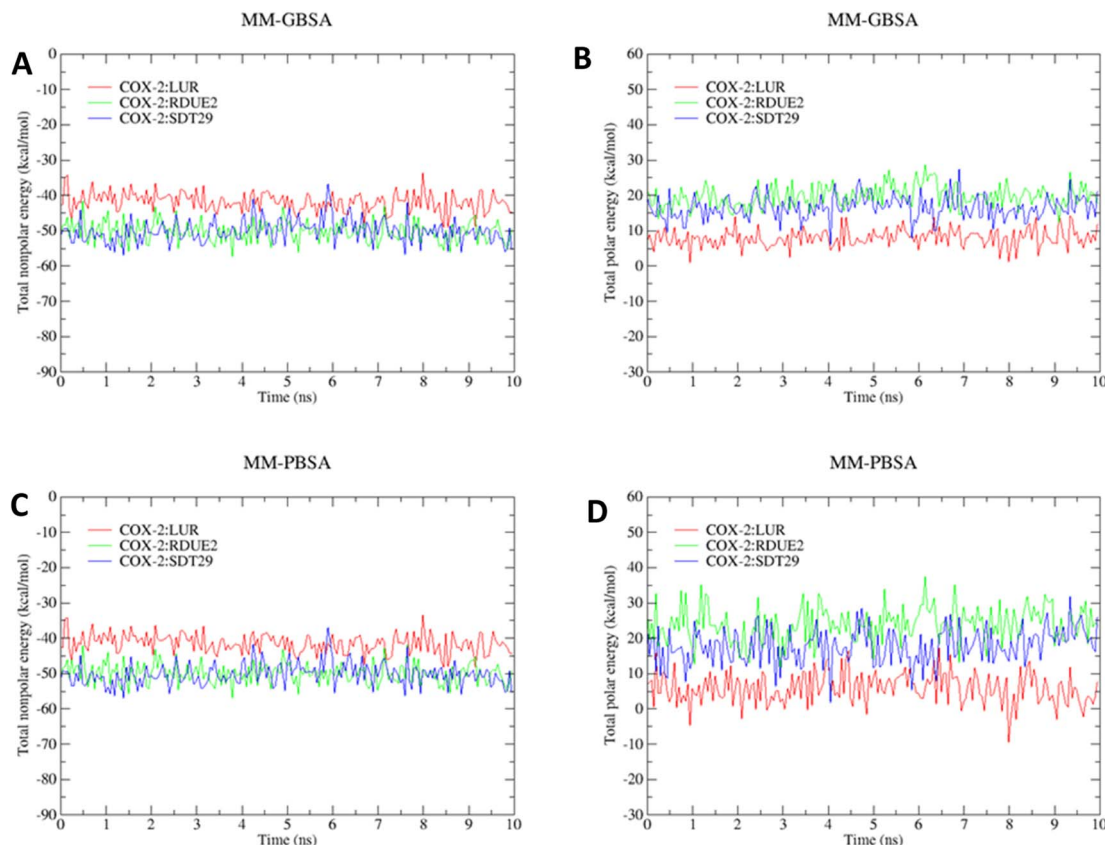 MM-GBSA
A
0
-10
-20
-30
-40
-50
-60
-70
-80
-90
Total nonpolar energy (kcal/mol)
COX-2:LUR
COX-2:RDUE2
COX-2:SDT29
0 1 2 3 4 5 6 7 8 9 10
Time (ns)
MM-GBSA
B
60
50
40
30
20
10
0
-10
-20
-30
Total polar energy (kcal/mol)
COX-2:LUR
COX-2:RDUE2
COX-2:SDT29
0 1 2 3 4 5 6 7 8 9 10
Time (ns)
MM-PBSA
C
0
-10
-20
-30
-40
-50
-60
-70
-80
-90
Total nonpolar energy (kcal/mol)
COX-2:LUR
COX-2:RDUE2
COX-2:SDT29
0 1 2 3 4 5 6 7 8 9 10
Time (ns)
MM-PBSA
D
60
50
40
30
20
10
0
-10
-20
-30
Total polar energy (kcal/mol)
COX-2:LUR
COX-2:RDUE2
COX-2:SDT29
0 1 2 3 4 5 6 7 8 9 10
Time (ns)